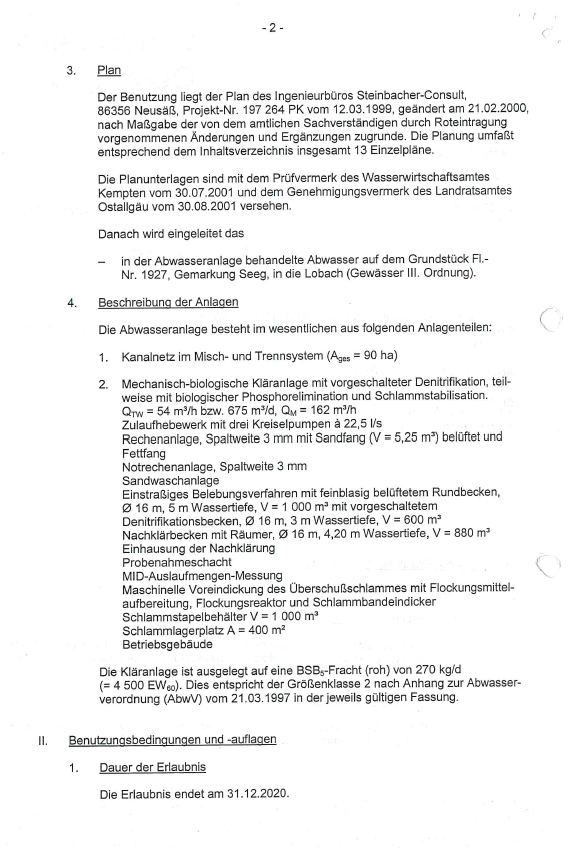 - 2 -
3. Plan
Der Benutzung liegt der Plan des Ingenieurbüros Steinbacher-Consult,
86356 Neusäß, Projekt-Nr. 197 264 PK vom 12.03.1999, geändert am 21.02.2000,
nach Maßgabe der von dem amtlichen Sachverständigen durch Roteintragung
vorgenommenen Änderungen und Ergänzungen zugrunde. Die Planung umfaßt
entsprechend dem Inhaltsverzeichnis insgesamt 13 Einzelpläne.
Die Planunterlagen sind mit dem Prüfvermerk des Wasserwirtschaftsamtes
Kempten vom 30.07.2001 und dem Genehmigungsvermerk des Landratsamtes
Ostallgäu vom 30.08.2001 versehen.
Danach wird eingeleitet das
– in der Abwasseranlage behandelte Abwasser auf dem Grundstück Fl.-
Nr. 1927, Gemarkung Seeg, in die Lobach (Gewässer III. Ordnung).
4. Beschreibung der Anlagen
Die Abwasseranlage besteht im wesentlichen aus folgenden Anlagenteilen:
1. Kanalnetz im Misch- und Trennsystem (Ages = 90 ha)
2. Mechanisch-biologische Kläranlage mit vorgeschalteter Denitrifikation, teil-
weise mit biologischer Phosphorelimination und Schlammstabilisation.
QTW = 54 m³/h bzw. 675 m³/d, QM = 162 m³/h
Zulaufhebewerk mit drei Kreiselpumpen à 22,5 l/s
Rechenanlage, Spaltweite 3 mm mit Sandfang (V = 5,25 m³) belüftet und
Fettfang
Notrechenanlage, Spaltweite 3 mm
Sandwaschanlage
Einstraßiges Belebungsverfahren mit feinblasig belüftetem Rundbecken,
Ø 16 m, 5 m Wassertiefe, V = 1 000 m³ mit vorgeschaltetem
Denitrifikationsbecken, Ø 16 m, 3 m Wassertiefe, V = 600 m³
Nachklärbecken mit Räumer, Ø 16 m, 4,20 m Wassertiefe, V = 880 m³
Einhausung der Nachklärung
Probenahmeschacht
MID-Auslaufmengen-Messung
Maschinelle Voreindickung des Überschußschlammes mit Flockungsmittel-
aufbereitung, Flockungsreaktor und Schlammbandeindicker
Schlammstapelbehälter V = 1 000 m³
Schlammlagerplatz A = 400 m²
Betriebsgebäude
Die Kläranlage ist ausgelegt auf eine BSB₅-Fracht (roh) von 270 kg/d
(= 4 500 EW₆₀). Dies entspricht der Größenklasse 2 nach Anhang zur Abwasser-
verordnung (AbwV) vom 21.03.1997 in der jeweils gültigen Fassung.
II. Benutzungsbedingungen und -auflagen
1. Dauer der Erlaubnis
Die Erlaubnis endet am 31.12.2020.